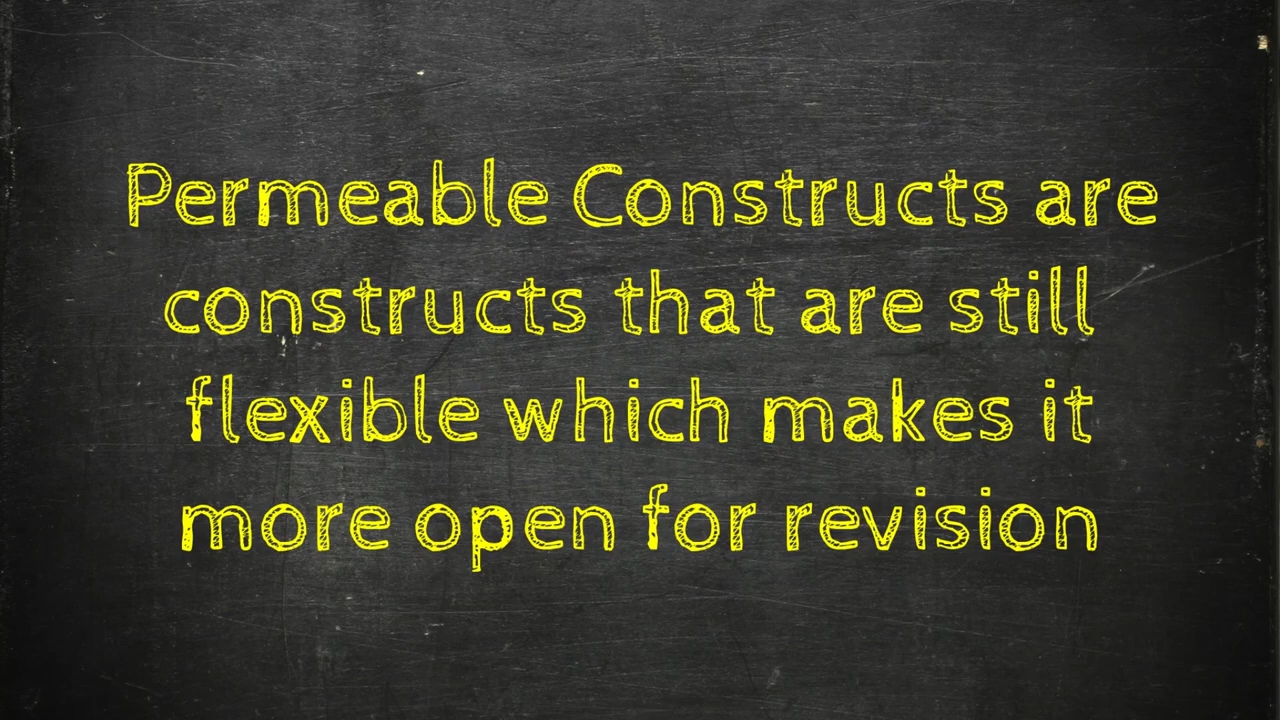 Permeable Constructs are
constructs that are still
flexible which makes it
more open for revision